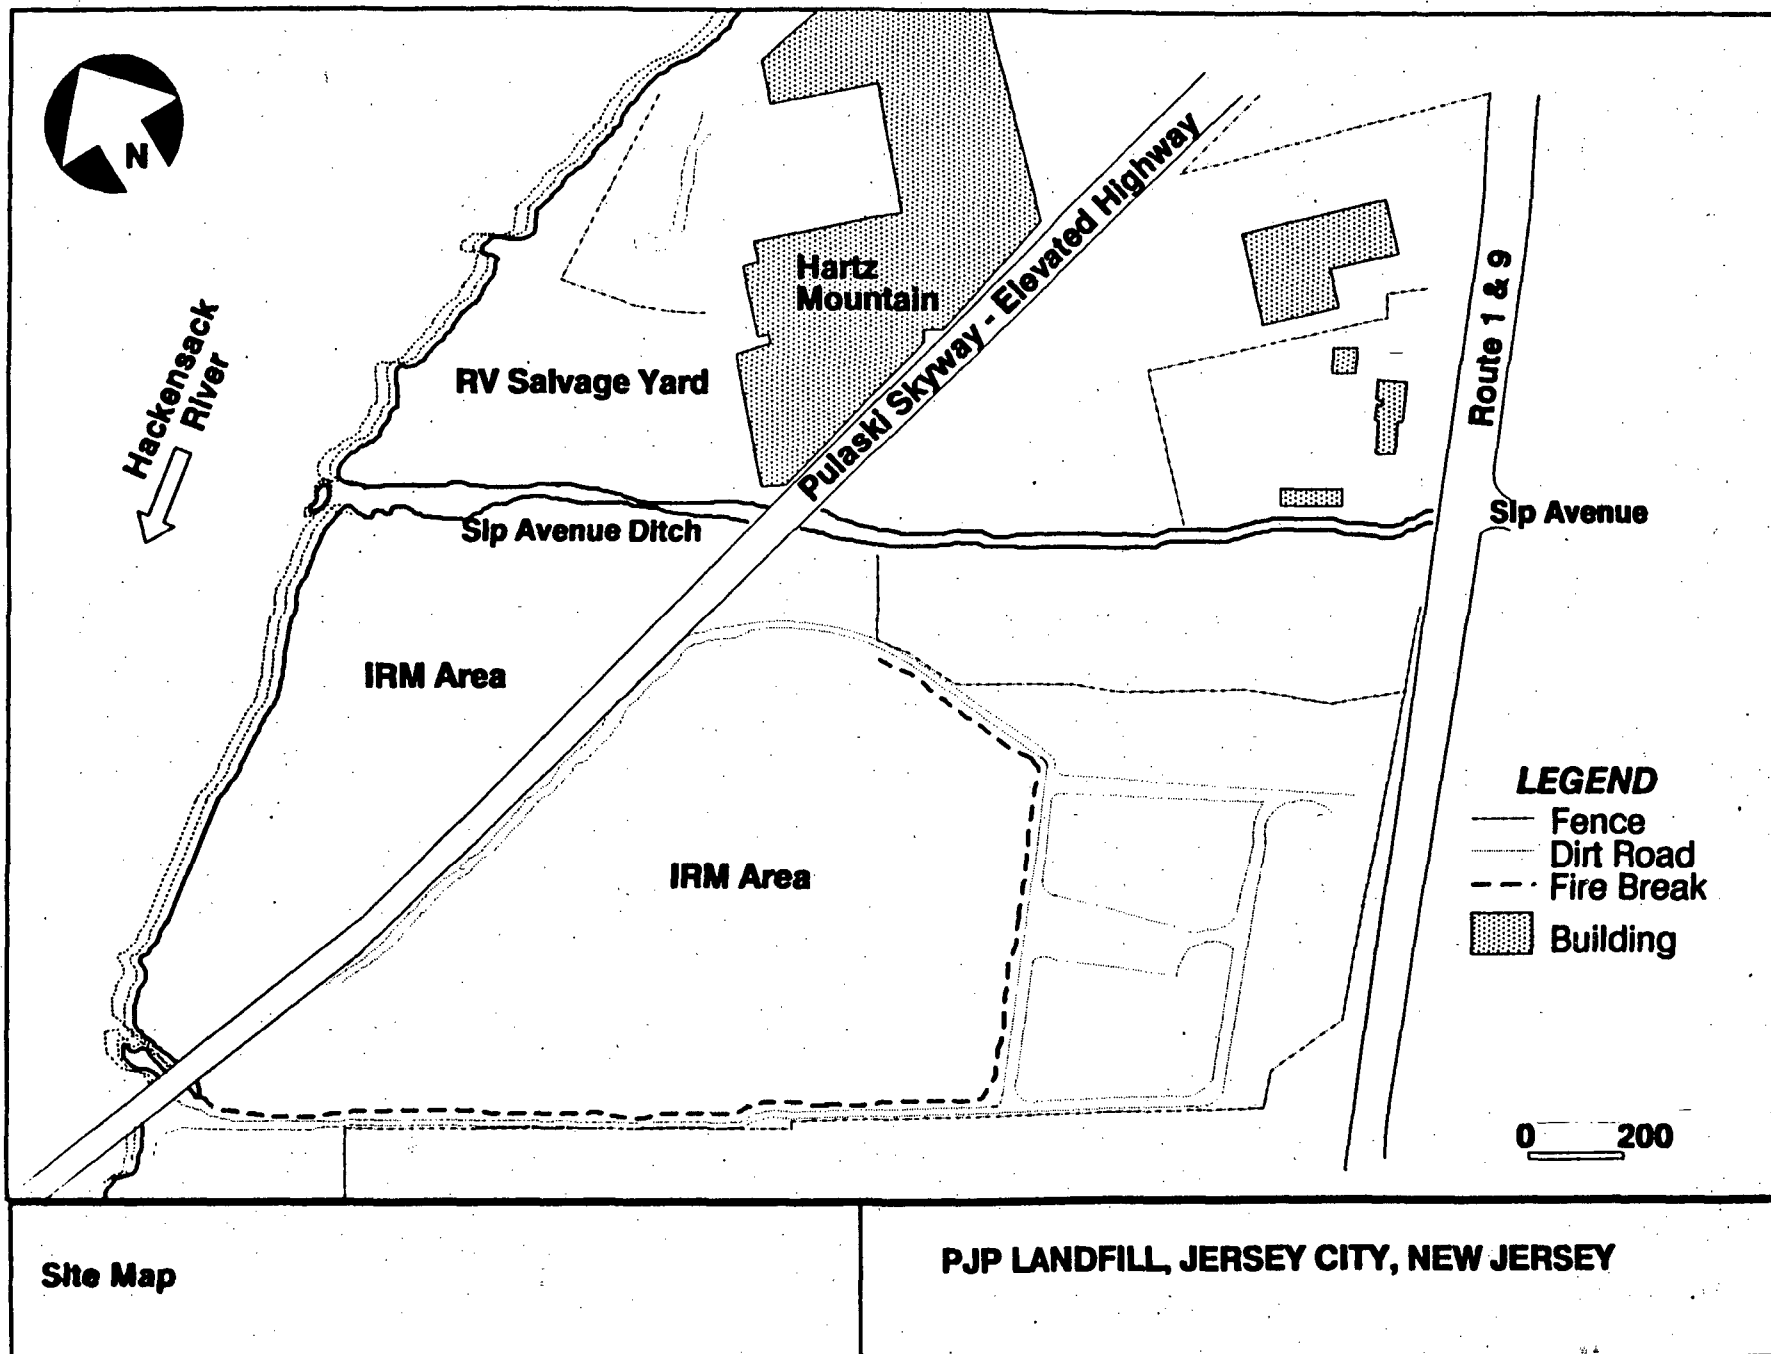 N
Hartz
Mountain
Pulaski Skyway - Elevated Highway
Route 1 & 9
Hackensack
River
RV Salvage Yard
Sip Avenue Ditch
Sip Avenue
IRM Area
IRM Area
LEGEND
Fence
Dirt Road
Fire Break
Building
0 200
Site Map
PJP LANDFILL, JERSEY CITY, NEW JERSEY